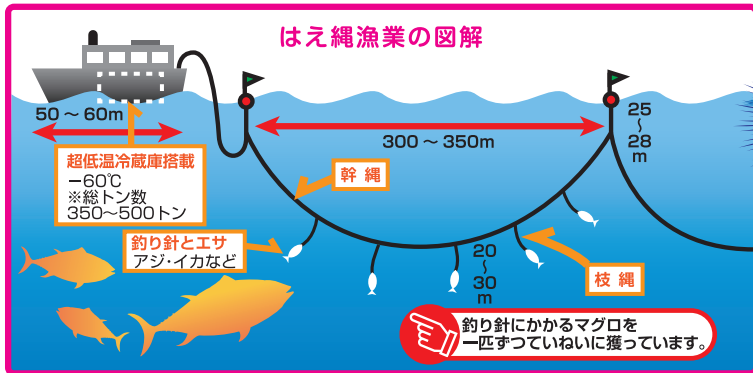 はえ縄漁業の図解
50～60m
超低温冷蔵庫搭載
－60℃
※総トン数
350～500トン
300～350m
25～28m
幹縄
釣り針とエサ
アジ・イカなど
20～30m
枝縄
釣り針にかかるマグロを
一匹ずつていねいに獲っています。